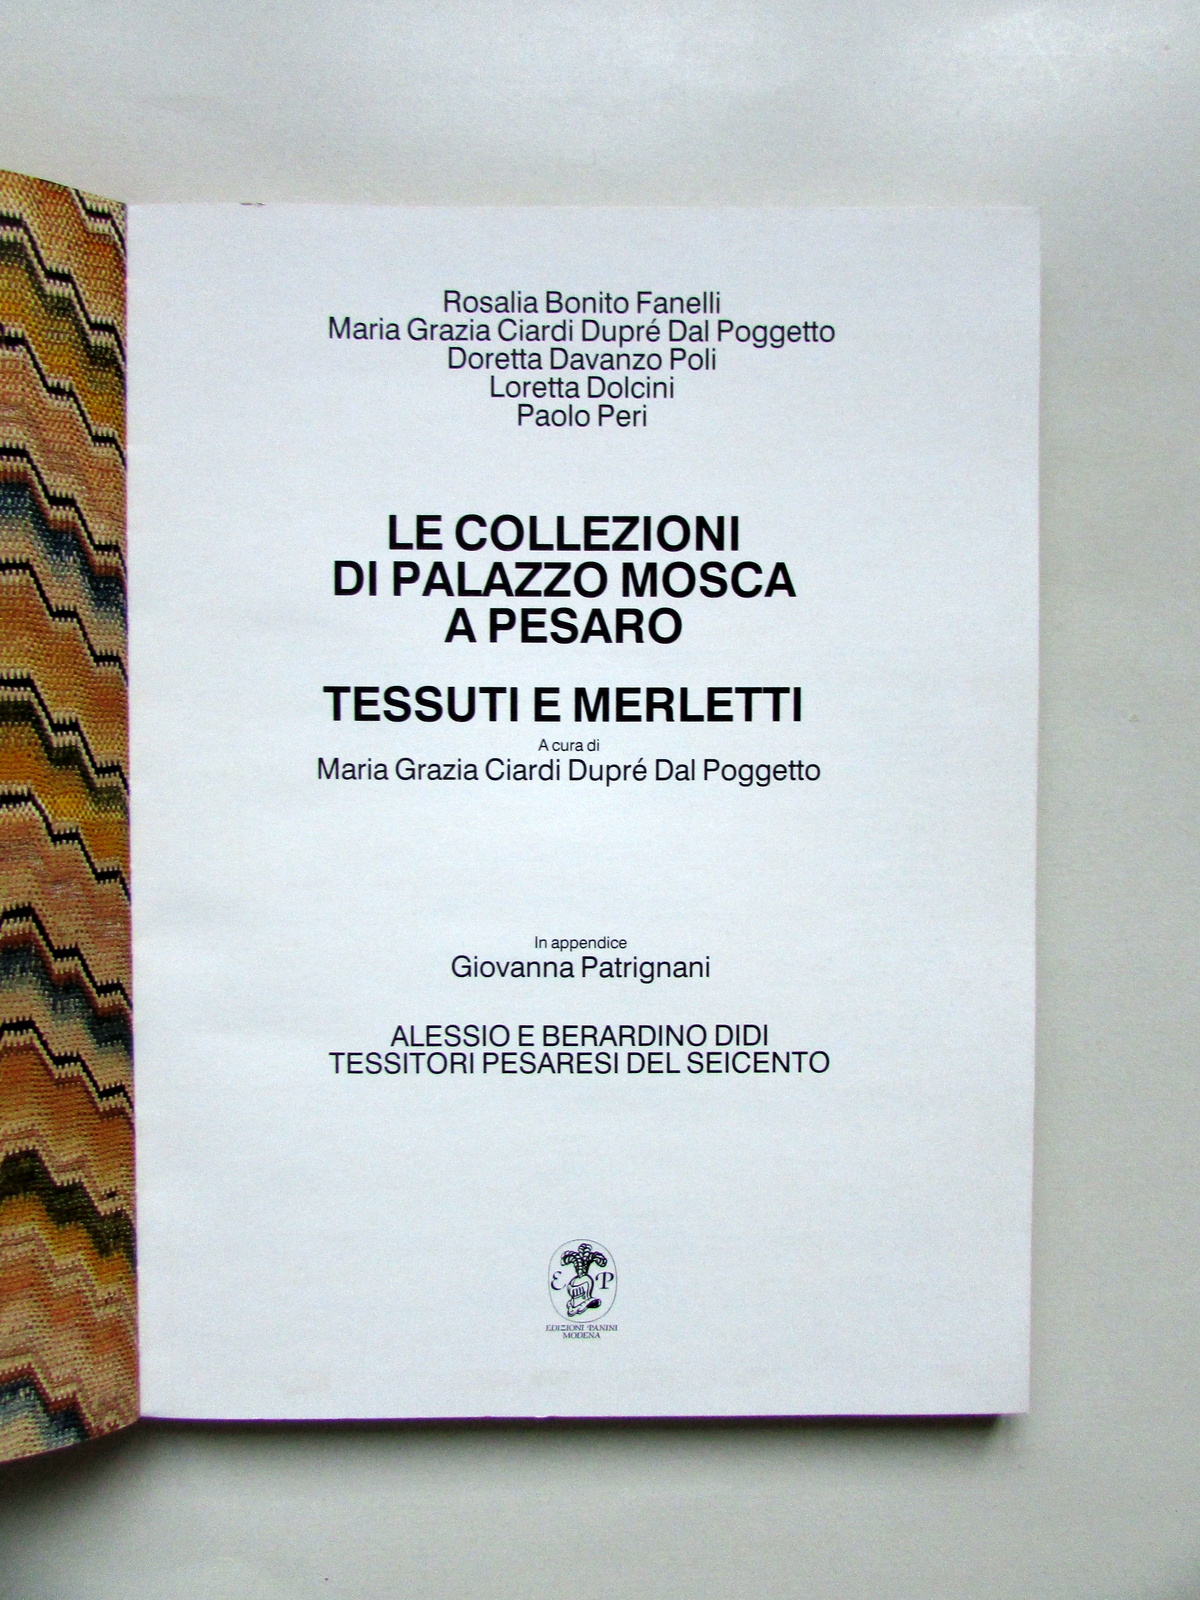 Rosalia Bonito Fanelli
Maria Grazia Ciardi Dupré Dal Poggetto
Doretta Davanzo Poli
Loretta Dolcini
Paolo Peri
LE COLLEZIONI
DI PALAZZO MOSCA
A PESARO
TESSUTI E MERLETTI
A cura di
Maria Grazia Ciardi Dupré Dal Poggetto
In appendice
Giovanna Patrignani
ALESSIO E BERARDINO DIDI
TESSITORI PESARESI DEL SEICENTO
E P
EDIZIONI PANINI
MODENA